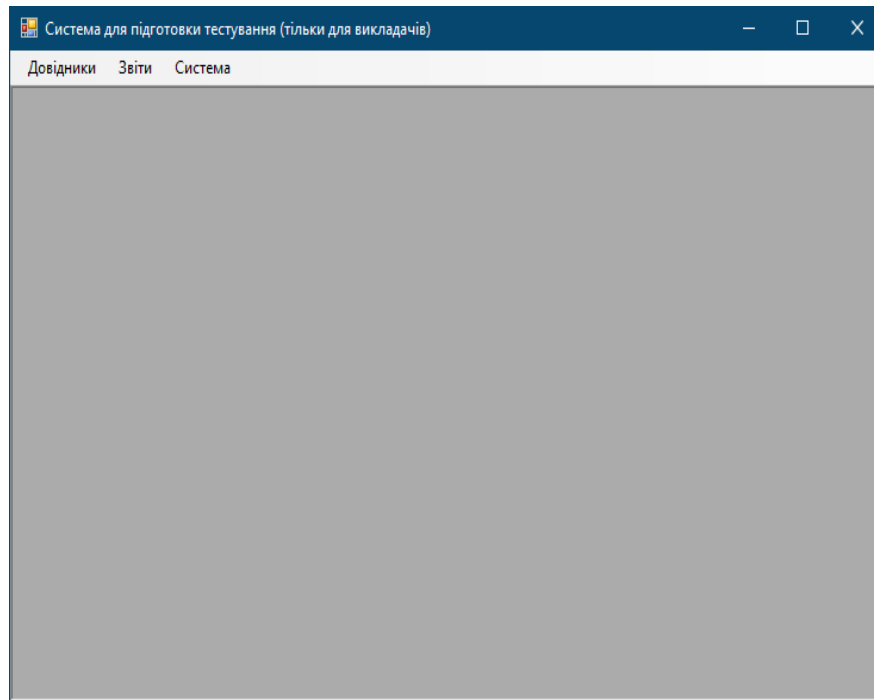 Система для підготовки тестування (тільки для викладачів)
Довідники Звіти Система